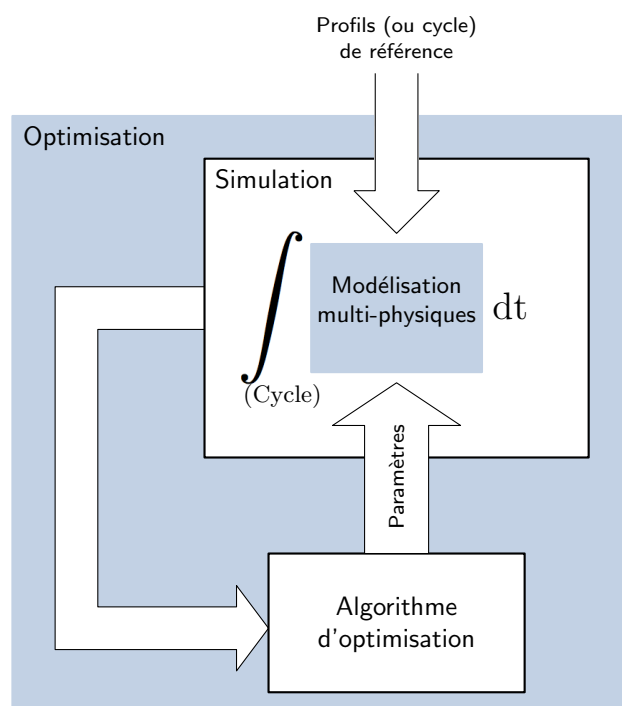 Profils (ou cycle)
de référence
Optimisation
Simulation
∫
Modélisation
multi-physiques
dt
(Cycle)
Paramètres
Algorithme
d'optimisation